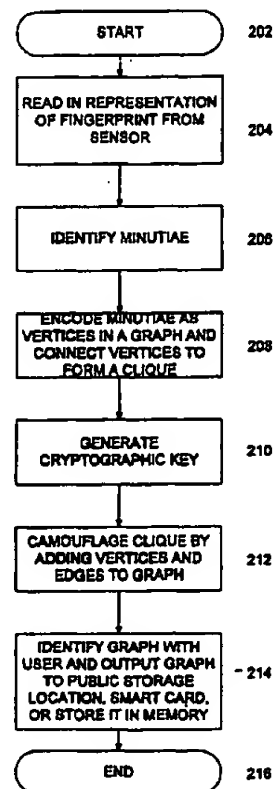 START
202
READ IN REPRESENTATION
OF FINGERPRINT FROM
SENSOR
204
IDENTIFY MINUTIAE
206
ENCODE MINUTIAE AS
VERTICES IN A GRAPH AND
CONNECT VERTICES TO
FORM A CLIQUE
208
GENERATE
CRYPTOGRAPHIC KEY
210
CAMOUFLAGE CLIQUE BY
ADDING VERTICES AND
EDGES TO GRAPH
212
IDENTIFY GRAPH WITH
USER AND OUTPUT GRAPH
TO PUBLIC STORAGE
LOCATION, SMART CARD,
OR STORE IT IN MEMORY
214
END
216